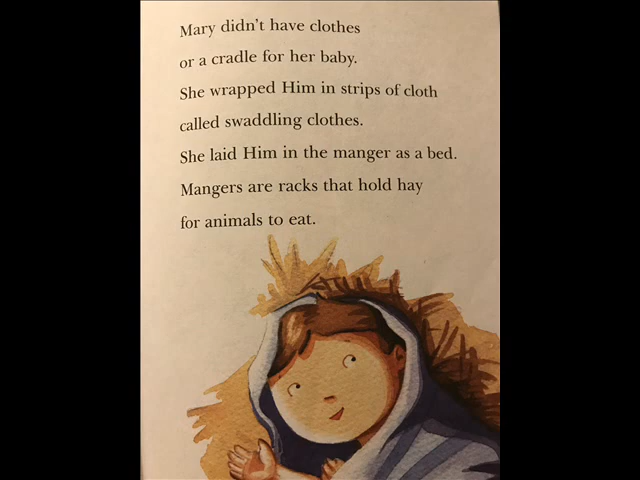 Mary didn’t have clothes
or a cradle for her baby.
She wrapped Him in strips of cloth
called swaddling clothes.
She laid Him in the manger as a bed.
Mangers are racks that hold hay
for animals to eat.